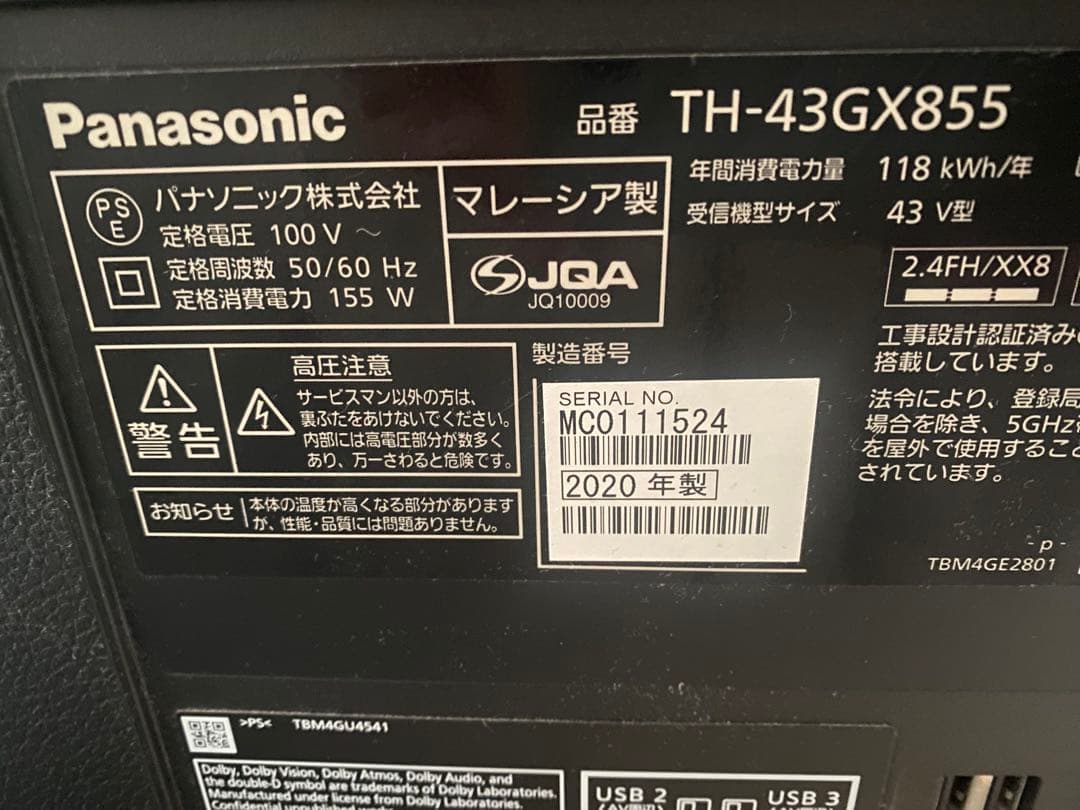 Panasonic
品番 TH-43GX855
年間消費電力量 118 kWh/年
受信機型サイズ 43 V型
PSE
パナソニック株式会社
定格電圧 100 V ～
定格周波数 50/60 Hz
定格消費電力 155 W
マレーシア製
JQA
JQ10009
2.4FH/XX8
工事設計認証済み
搭載しています。
法令により、登録局
場合を除き、5GHz
を屋外で使用するこ
されています。
警告
高圧注意
サービスマン以外の方は、
裏ぶたをあけないでください。
内部には高電圧部分が数多く
あり、万一さわると危険です。
お知らせ
本体の温度が高くなる部分があります
が、性能・品質には問題ありません。
製造番号
SERIAL NO.
MC0111524
2020 年製
- p -
TBM4GE2801
>PS< TBM4GU4541
Dolby, Dolby Vision, Dolby Atmos, Dolby Audio, and
the double-D symbol are trademarks of Dolby Laboratories.
Manufactured under license from Dolby Laboratories.
Confidential unpublished
USB 2
USB 3